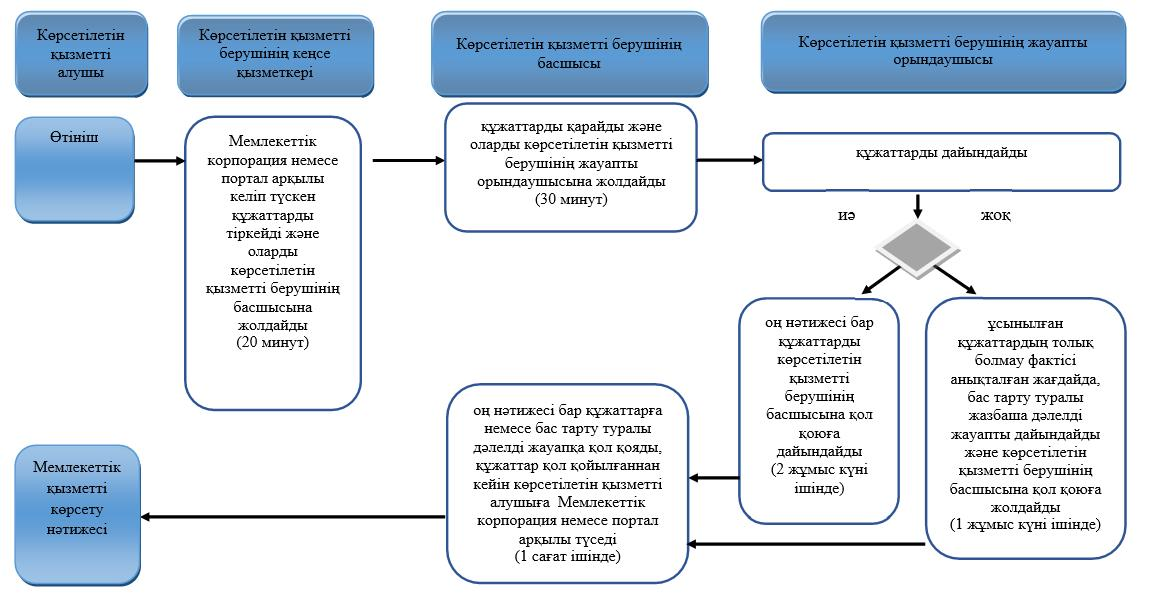 Көрсетілетін
қызметті
алушы
Көрсетілетін қызметті
берушінің кеңсе
қызметкері
Көрсетілетін қызметті берушінің
басшысы
Көрсетілетін қызметті берушінің жауапты
орындаушысы
Өтініш
Мемлекеттік
корпорация немесе
портал арқылы
келіп түскен
құжаттарды
тіркейді және
оларды
көрсетілетін
қызметті берушінің
басшысына
жолдайды
(20 минут)
құжаттарды қарайды және
оларды көрсетілетін қызметті
берушінің жауапты
орындаушысына жолдайды
(30 минут)
құжаттарды дайындайды
иә
жоқ
оң нәтижесі бар
құжаттарды
көрсетілетін
қызметті
берушінің
басшысына қол
қоюға
дайындайды
(2 жұмыс күні
ішінде)
ұсынылған
құжаттардың толық
болмау фактісі
анықталған жағдайда,
бас тарту туралы
жазбаша дәлелді
жауапты дайындайды
және көрсетілетін
қызметті берушінің
басшысына қол қоюға
жолдайды
(1 жұмыс күні ішінде)
оң нәтижесі бар құжаттарға
немесе бас тарту туралы
дәлелді жауапқа қол қояды,
құжаттар қол қойылғаннан
кейін көрсетілетін қызметті
алушыға Мемлекеттік
корпорация немесе портал
арқылы түседі
(1 сағат ішінде)
Мемлекеттік
қызметті
көрсету
нәтижесі